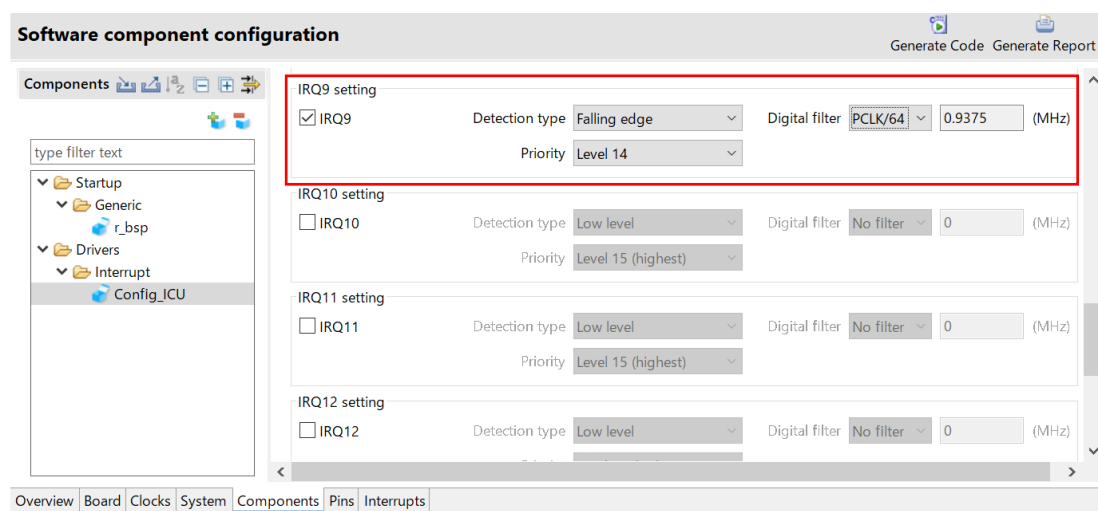 Software component configuration
Generate Code Generate Report
Components
type filter text
Startup
Generic
r_bsp
Drivers
Interrupt
Config_ICU
IRQ9 setting
IRQ9 Detection type Falling edge Digital filter PCLK/64 0.9375 (MHz)
Priority Level 14
IRQ10 setting
IRQ10 Detection type Low level Digital filter No filter 0 (MHz)
Priority Level 15 (highest)
IRQ11 setting
IRQ11 Detection type Low level Digital filter No filter 0 (MHz)
Priority Level 15 (highest)
IRQ12 setting
IRQ12 Detection type Low level Digital filter No filter 0 (MHz)
Overview Board Clocks System Components Pins Interrupts